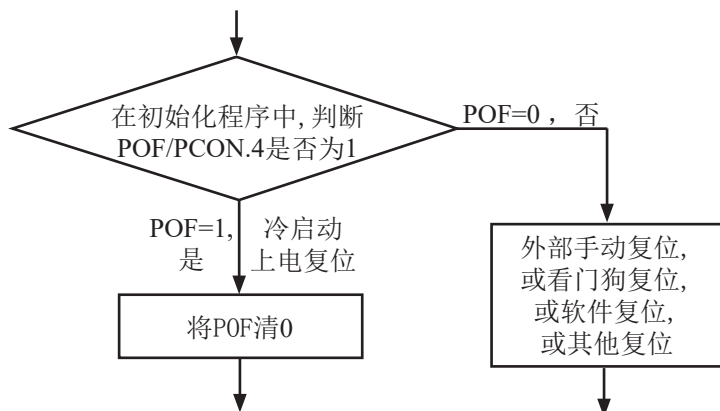 在初始化程序中,判断
POF/PCON.4是否为1
POF=0 ，否
POF=1,
是
冷启动
上电复位
将POF清0
外部手动复位,
或看门狗复位,
或软件复位,
或其他复位